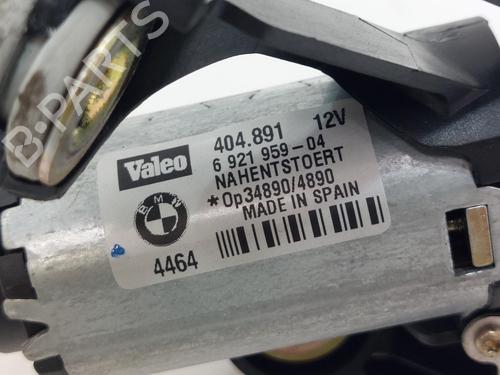 B-PARTS
Valeo
404.891 12V
6 921 959-04
NAHENTSTOERT
*Op34890/4890
MADE IN SPAIN
BMW
4464